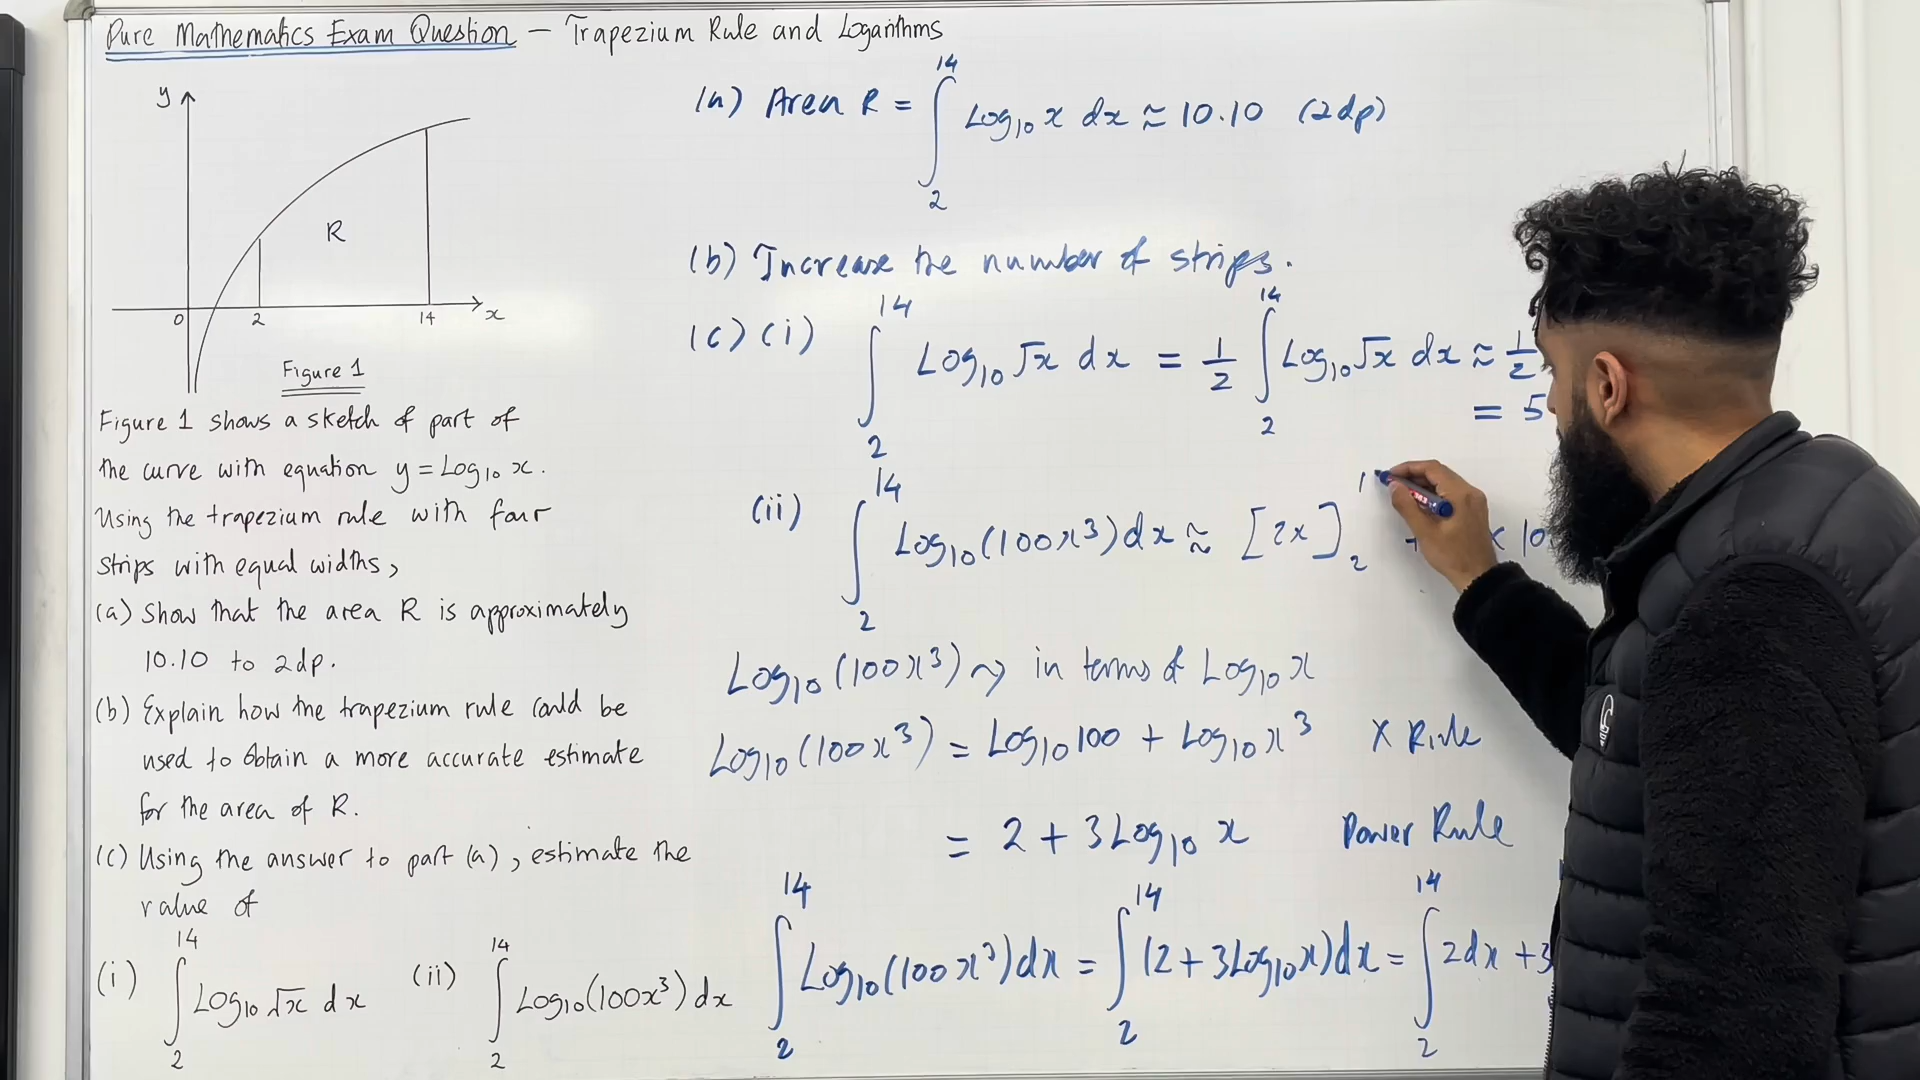 Pure Mathematics Exam Question — Trapezium Rule and Logarithms
y
R
0 2 14 x
Figure 1
Figure 1 shows a sketch of part of
the curve with equation y = Log₁₀ x.
Using the trapezium rule with four
strips with equal widths,
(a) Show that the area R is approximately
10.10 to 2dp.
(b) Explain how the trapezium rule could be
used to obtain a more accurate estimate
for the area of R.
(c) Using the answer to part (a), estimate the
value of
(i) ∫₂¹⁴ Log₁₀ √x dx (ii) ∫₂¹⁴ Log₁₀(100x³) dx
(a) Area R = ∫₂¹⁴ Log₁₀ x dx ≈ 10.10 (2dp)
(b) Increase the number of strips.
(c) (i) ∫₂¹⁴ Log₁₀ √x dx = 1/2 ∫₂¹⁴ Log₁₀ √x dx ≈ 1/2
= 5
(ii) ∫₂¹⁴ Log₁₀(100x³) dx ≈ [2x]₂¹ + × 10
Log₁₀(100x³) ⤳ in terms of Log₁₀ x
Log₁₀(100x³) = Log₁₀ 100 + Log₁₀ x³ × Rule
= 2 + 3Log₁₀ x Power Rule
∫₂¹⁴ Log₁₀(100x³) dx = ∫₂¹⁴ (2 + 3Log₁₀ x) dx = ∫₂¹⁴ 2dx + 3